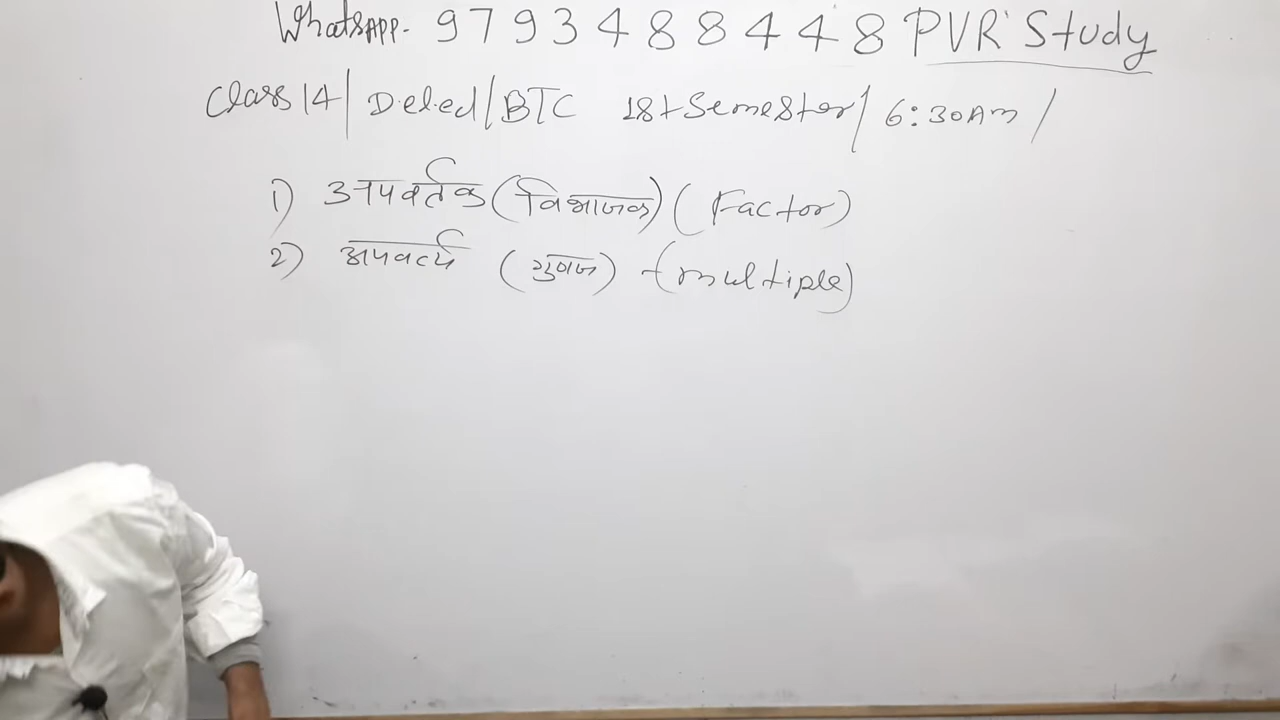 WhatsAPP. 9793488448 PVR Study
Class 14 | D.el.ed / BTC 1st Semester / 6:30 Am /
1) अपवर्तक (विभाजक) (Factor)
2) अपवर्त्य (गुणज) (multiple)